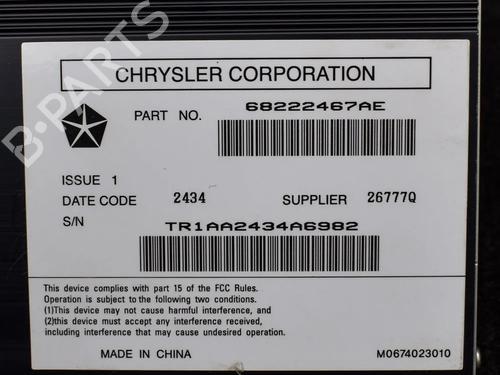 CHRYSLER CORPORATION
PART NO. 68222467AE
ISSUE 1
DATE CODE 2434 SUPPLIER 26777Q
S/N TR1AA2434A6982
This device complies with part 15 of the FCC Rules.
Operation is subject to the following two conditions.
(1)This device may not cause harmful interference, and
(2)this device must accept any interference received,
including interference that may cause undesired operation.
MADE IN CHINA M0674023010
B-PARTS